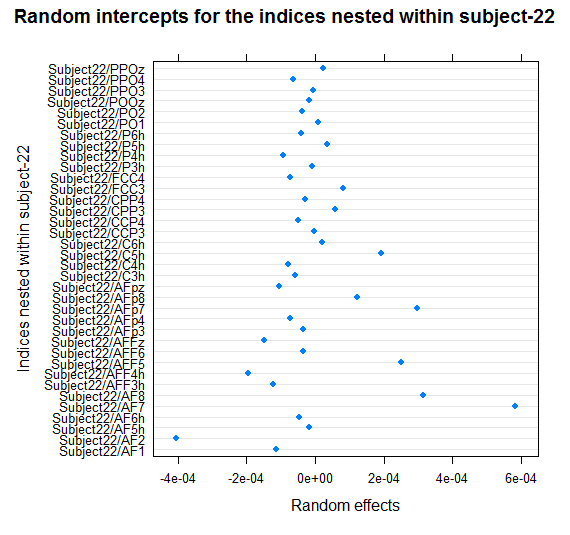 Random intercepts for the indices nested within subject-22
Indices nested within subject-22
Subject22/PPOz
Subject22/PPO4
Subject22/PPO3
Subject22/POOz
Subject22/PO2
Subject22/PO1
Subject22/P6h
Subject22/P5h
Subject22/P4h
Subject22/P3h
Subject22/FCC4
Subject22/FCC3
Subject22/CPP4
Subject22/CPP3
Subject22/CCP4
Subject22/CCP3
Subject22/C6h
Subject22/C5h
Subject22/C4h
Subject22/C3h
Subject22/AFpz
Subject22/AFp8
Subject22/AFp7
Subject22/AFp4
Subject22/AFp3
Subject22/AFFz
Subject22/AFF6
Subject22/AFF5
Subject22/AFF4h
Subject22/AFF3h
Subject22/AF8
Subject22/AF7
Subject22/AF6h
Subject22/AF5h
Subject22/AF2
Subject22/AF1
-4e-04 -2e-04 0e+00 2e-04 4e-04 6e-04
Random effects